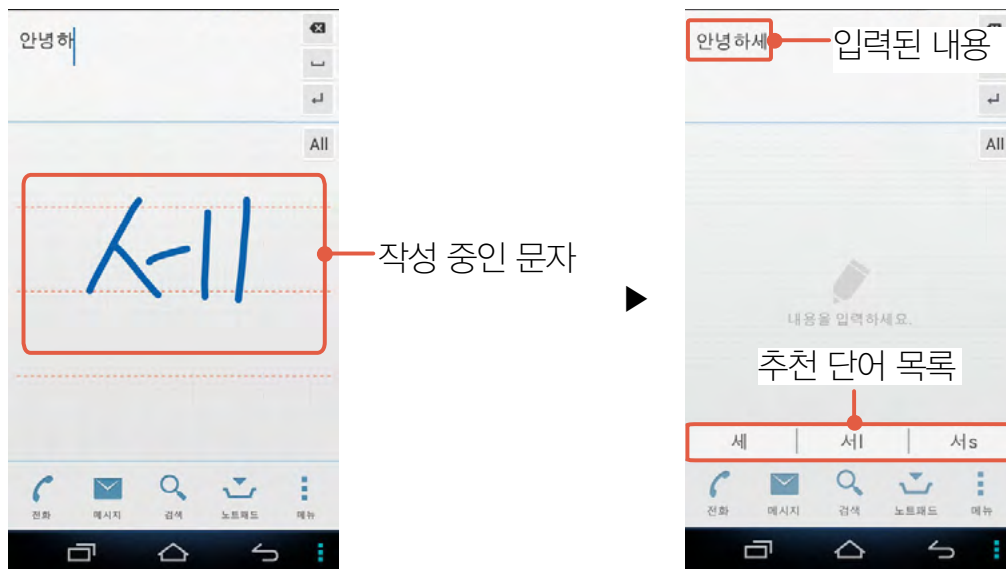 안녕하
All
세
작성 중인 문자
전화 메시지 검색 노트패드 메뉴
▶
안녕하세
입력된 내용
All
내용을 입력하세요.
추천 단어 목록
세 서l 서s
전화 메시지 검색 노트패드 메뉴